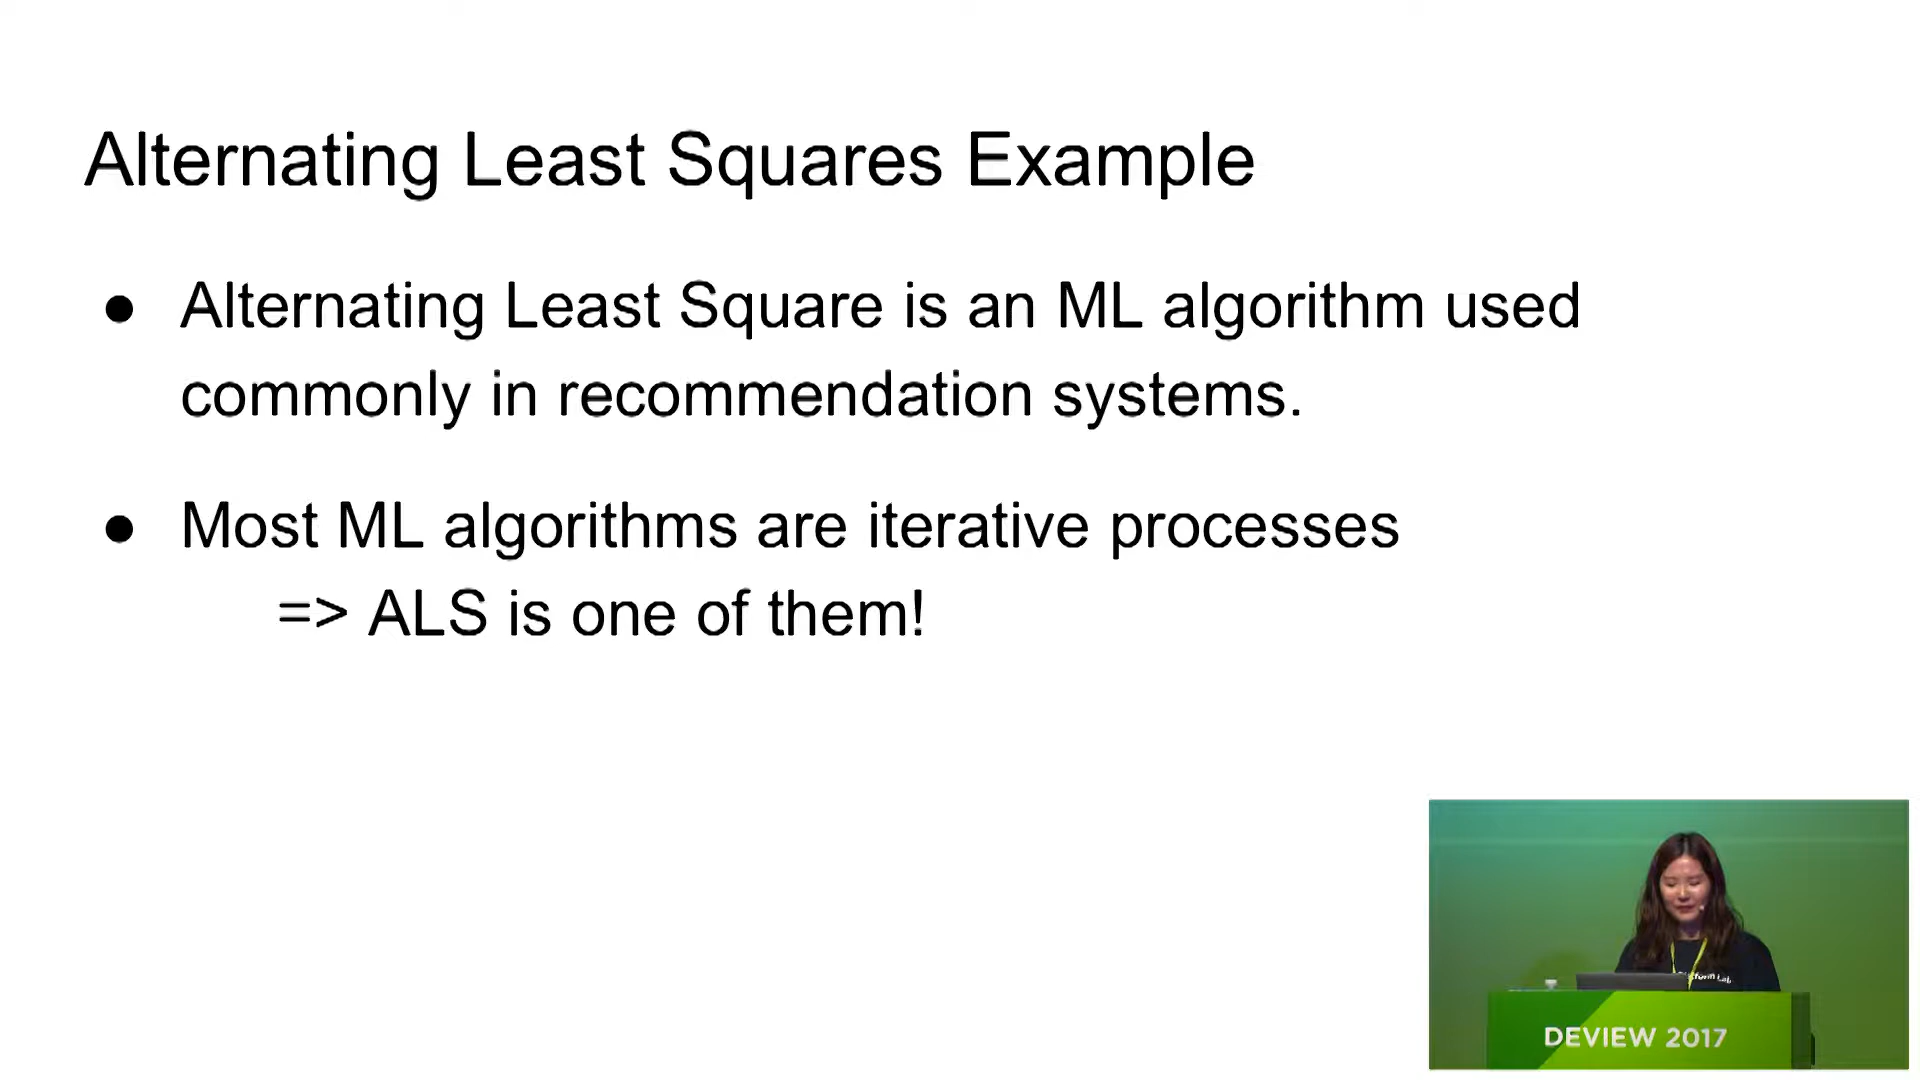 Alternating Least Squares Example
● Alternating Least Square is an ML algorithm used
commonly in recommendation systems.
● Most ML algorithms are iterative processes
=> ALS is one of them!
DEVIEW 2017